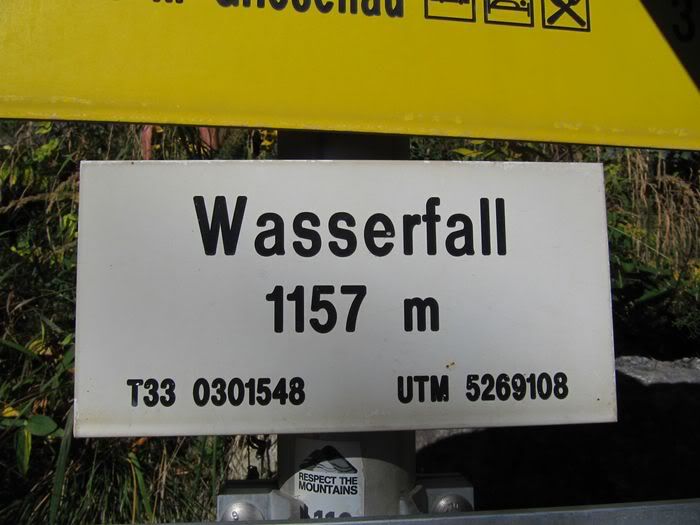 Wasserfall
1157 m
T33 0301548 UTM 5269108
RESPECT THE
MOUNTAINS